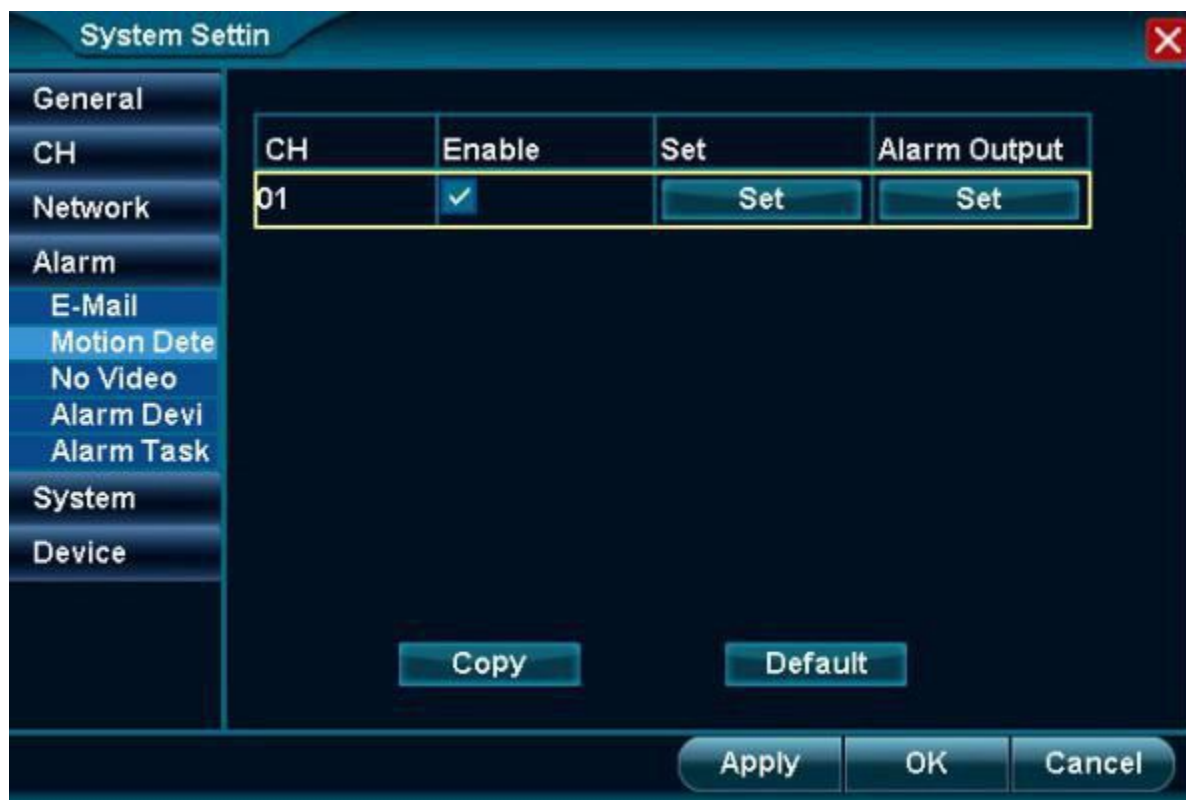 System Settin
General
CH
Network
Alarm
E-Mail
Motion Dete
No Video
Alarm Devi
Alarm Task
System
Device
CH Enable Set Alarm Output
01 Set Set
Copy Default
Apply OK Cancel